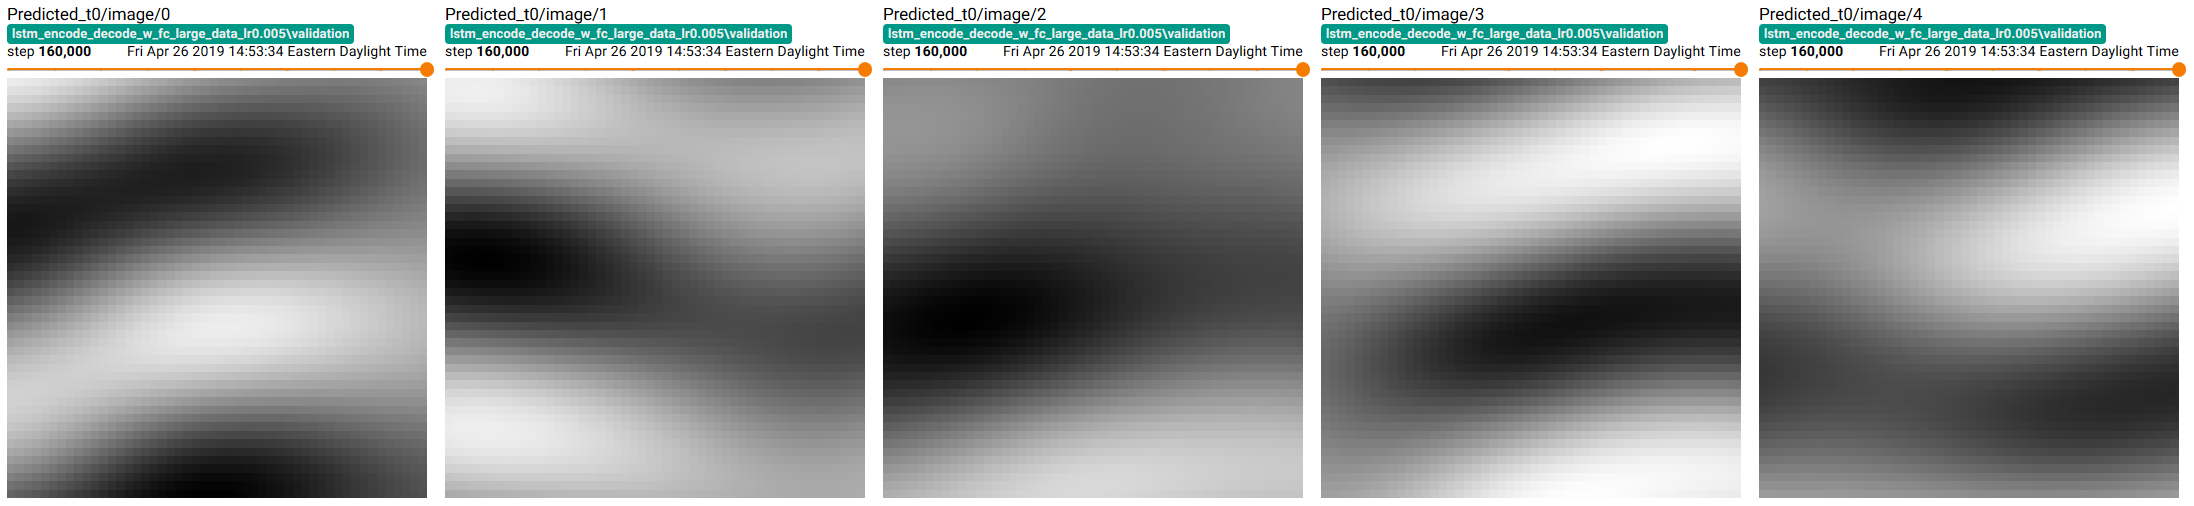 Predicted_t0/image/0
lstm_encode_decode_w_fc_large_data_lr0.005\validation
step 160,000 Fri Apr 26 2019 14:53:34 Eastern Daylight Time
Predicted_t0/image/1
lstm_encode_decode_w_fc_large_data_lr0.005\validation
step 160,000 Fri Apr 26 2019 14:53:34 Eastern Daylight Time
Predicted_t0/image/2
lstm_encode_decode_w_fc_large_data_lr0.005\validation
step 160,000 Fri Apr 26 2019 14:53:34 Eastern Daylight Time
Predicted_t0/image/3
lstm_encode_decode_w_fc_large_data_lr0.005\validation
step 160,000 Fri Apr 26 2019 14:53:34 Eastern Daylight Time
Predicted_t0/image/4
lstm_encode_decode_w_fc_large_data_lr0.005\validation
step 160,000 Fri Apr 26 2019 14:53:34 Eastern Daylight Time